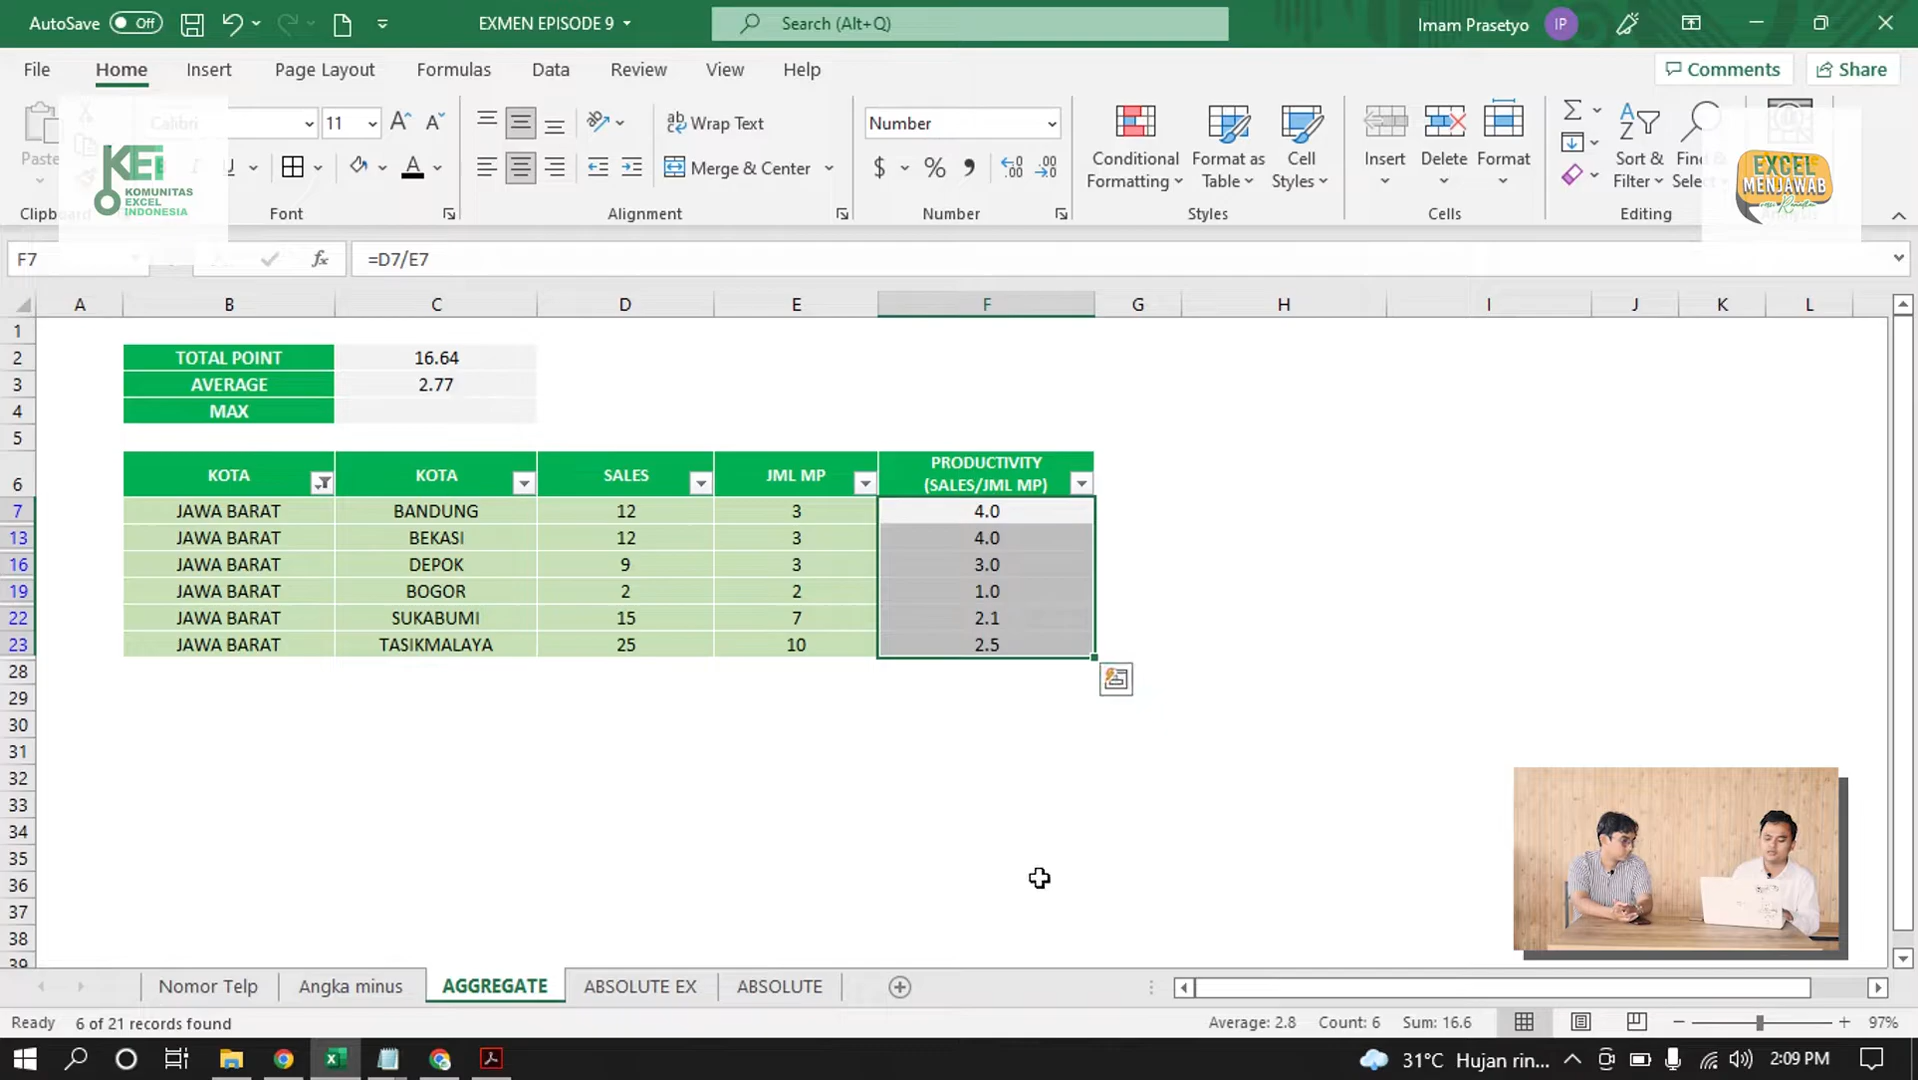 AutoSave Off EXMEN EPISODE 9 Search (Alt+Q) Imam Prasetyo IP
File Home Insert Page Layout Formulas Data Review View Help Comments Share
Calibri 11 Wrap Text Number
Paste Merge & Center $ % Conditional Formatting Format as Table Cell Styles Insert Delete Format Sort & Filter Find & Select
KEI
KOMUNITAS
EXCEL
INDONESIA
EXCEL
MENJAWAB
Clipboard Font Alignment Number Styles Cells Editing
F7 fx =D7/E7
A B C D E F G H I J K L
1
2 TOTAL POINT 16.64
3 AVERAGE 2.77
4 MAX
5
6 KOTA KOTA SALES JML MP PRODUCTIVITY
(SALES/JML MP)
7 JAWA BARAT BANDUNG 12 3 4.0
13 JAWA BARAT BEKASI 12 3 4.0
16 JAWA BARAT DEPOK 9 3 3.0
19 JAWA BARAT BOGOR 2 2 1.0
22 JAWA BARAT SUKABUMI 15 7 2.1
23 JAWA BARAT TASIKMALAYA 25 10 2.5
28
29
30
31
32
33
34
35
36
37
38
39
Nomor Telp Angka minus AGGREGATE ABSOLUTE EX ABSOLUTE
Ready 6 of 21 records found Average: 2.8 Count: 6 Sum: 16.6 97%
31°C Hujan rin... 2:09 PM